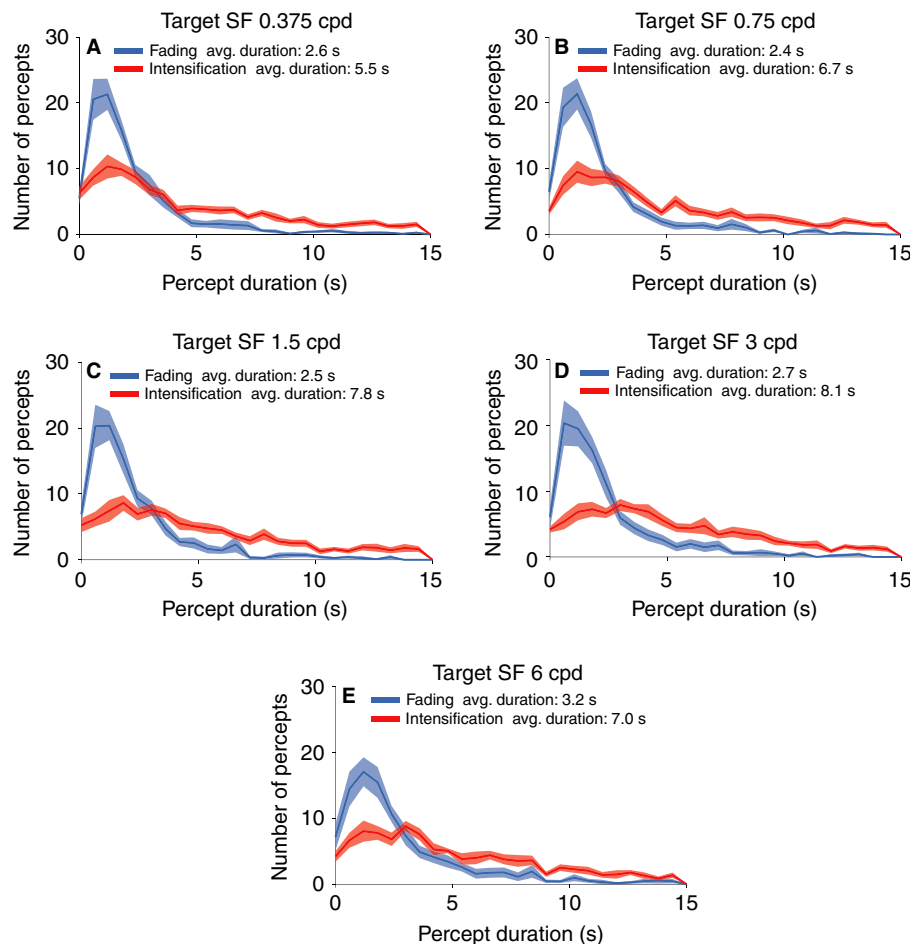 Target SF 0.375 cpd
A
Fading avg. duration: 2.6 s
Intensification avg. duration: 5.5 s
Number of percepts
30
20
10
0
0 5 10 15
Percept duration (s)
Target SF 0.75 cpd
B
Fading avg. duration: 2.4 s
Intensification avg. duration: 6.7 s
Number of percepts
30
20
10
0
0 5 10 15
Percept duration (s)
Target SF 1.5 cpd
C
Fading avg. duration: 2.5 s
Intensification avg. duration: 7.8 s
Number of percepts
30
20
10
0
0 5 10 15
Percept duration (s)
Target SF 3 cpd
D
Fading avg. duration: 2.7 s
Intensification avg. duration: 8.1 s
Number of percepts
30
20
10
0
0 5 10 15
Percept duration (s)
Target SF 6 cpd
E
Fading avg. duration: 3.2 s
Intensification avg. duration: 7.0 s
Number of percepts
30
20
10
0
0 5 10 15
Percept duration (s)